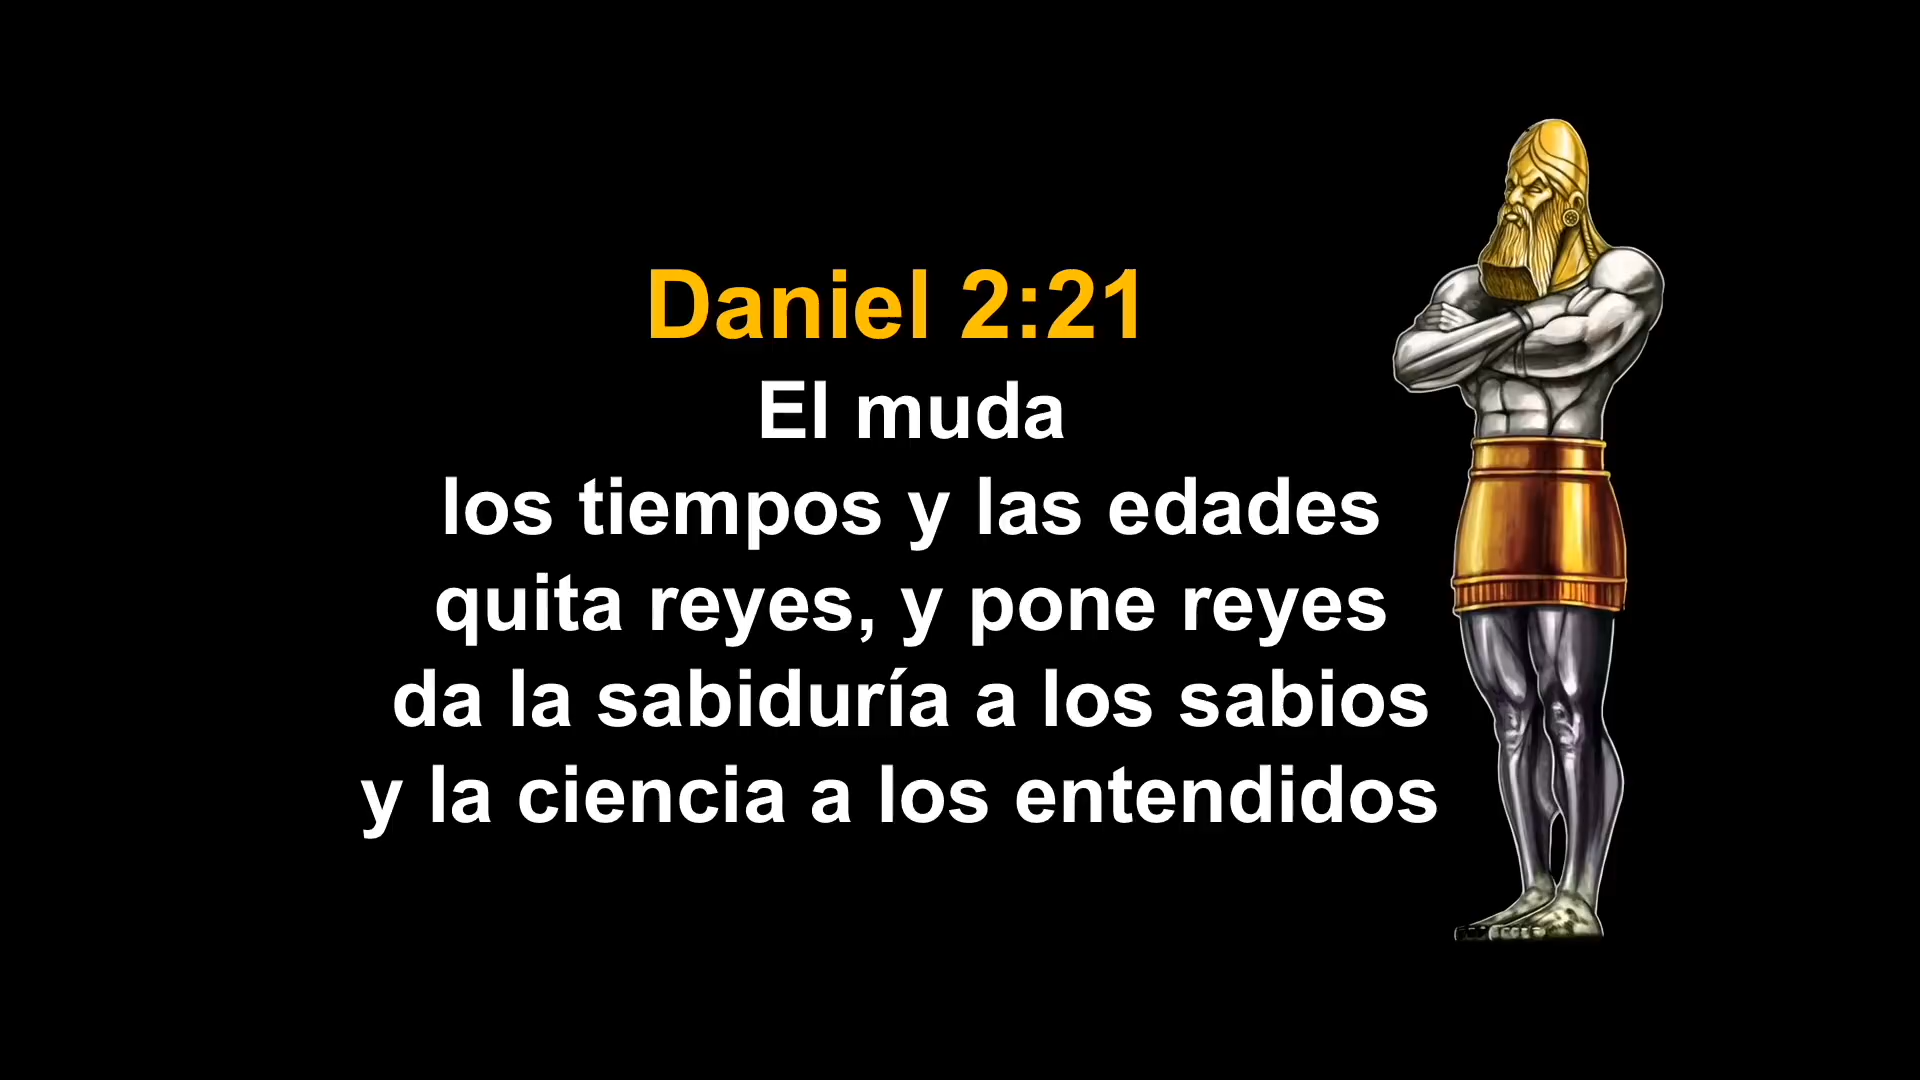 Daniel 2:21
El muda
los tiempos y las edades
quita reyes, y pone reyes
da la sabiduría a los sabios
y la ciencia a los entendidos